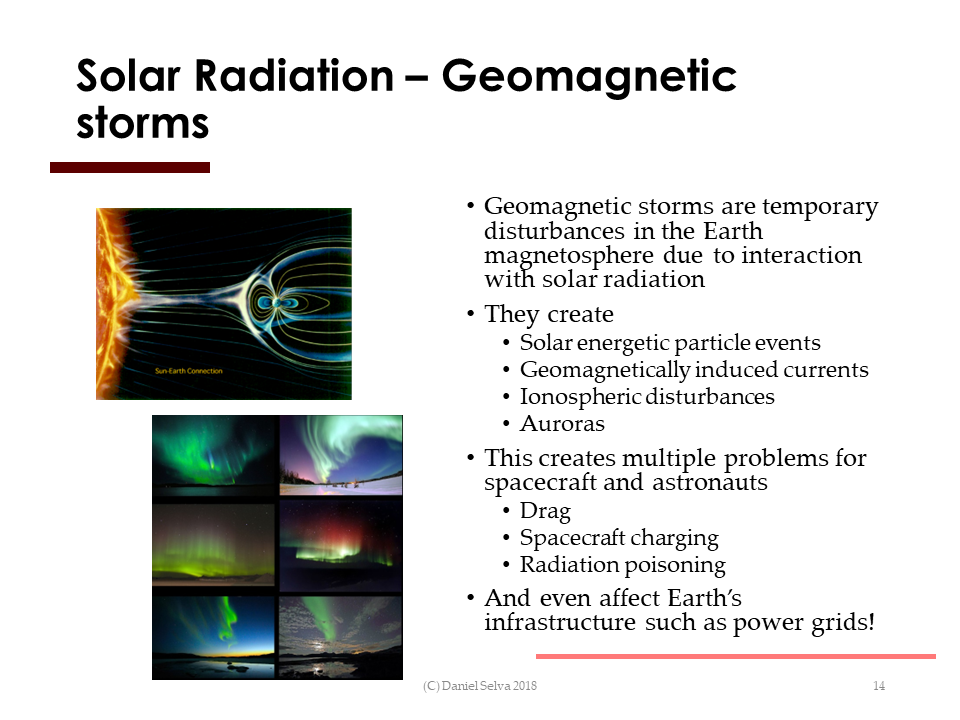 Solar Radiation – Geomagnetic
storms
Sun-Earth Connection
• Geomagnetic storms are temporary
disturbances in the Earth
magnetosphere due to interaction
with solar radiation
• They create
• Solar energetic particle events
• Geomagnetically induced currents
• Ionospheric disturbances
• Auroras
• This creates multiple problems for
spacecraft and astronauts
• Drag
• Spacecraft charging
• Radiation poisoning
• And even affect Earth’s
infrastructure such as power grids!
(C) Daniel Selva 2018
14